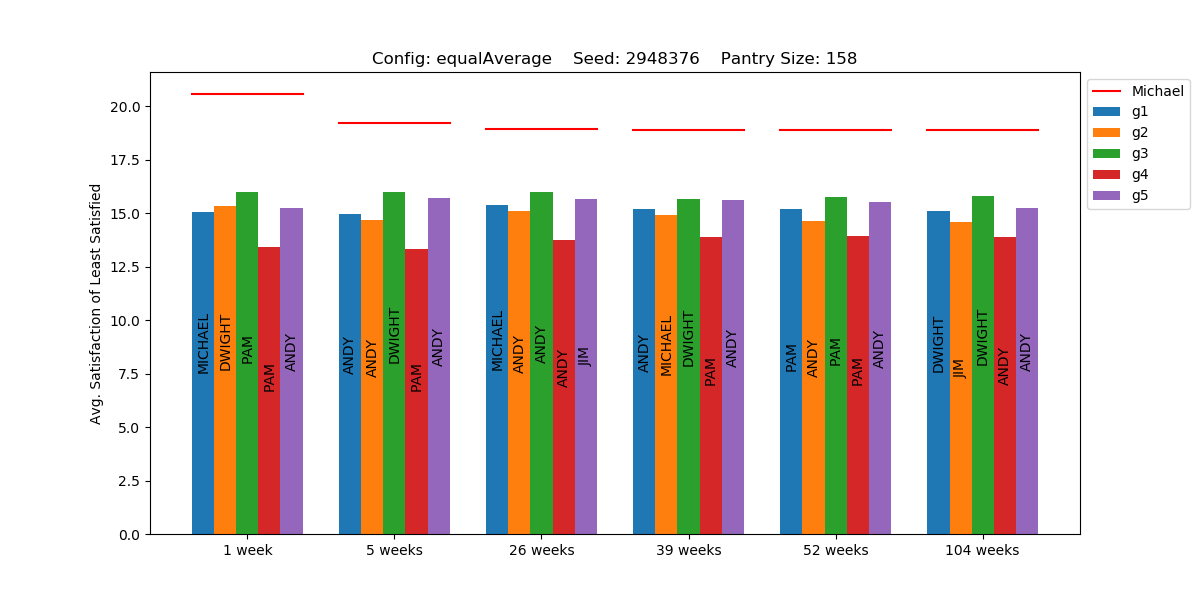 Config: equalAverage    Seed: 2948376    Pantry Size: 158
Avg. Satisfaction of Least Satisfied
20.0
17.5
15.0
12.5
10.0
7.5
5.0
2.5
0.0
MICHAEL
DWIGHT
PAM
PAM
ANDY
ANDY
ANDY
DWIGHT
PAM
ANDY
MICHAEL
ANDY
ANDY
ANDY
JIM
ANDY
MICHAEL
DWIGHT
PAM
ANDY
PAM
ANDY
PAM
PAM
ANDY
DWIGHT
JIM
DWIGHT
ANDY
ANDY
1 week
5 weeks
26 weeks
39 weeks
52 weeks
104 weeks
Michael
g1
g2
g3
g4
g5